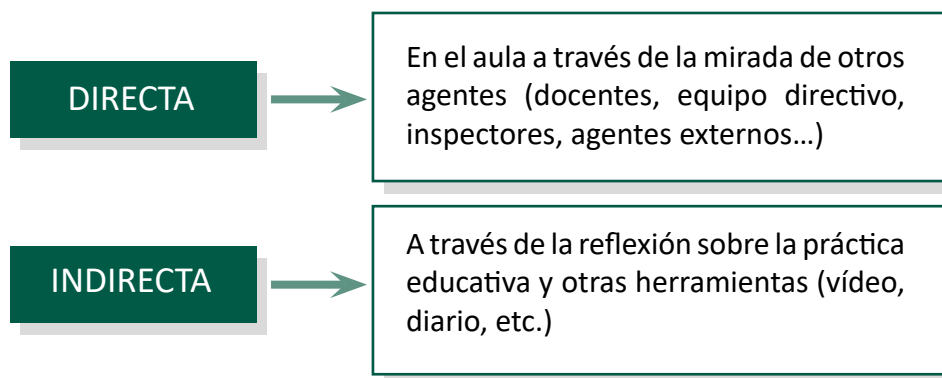 DIRECTA
En el aula a través de la mirada de otros
agentes (docentes, equipo directivo,
inspectores, agentes externos…)
INDIRECTA
A través de la reflexión sobre la práctica
educativa y otras herramientas (vídeo,
diario, etc.)